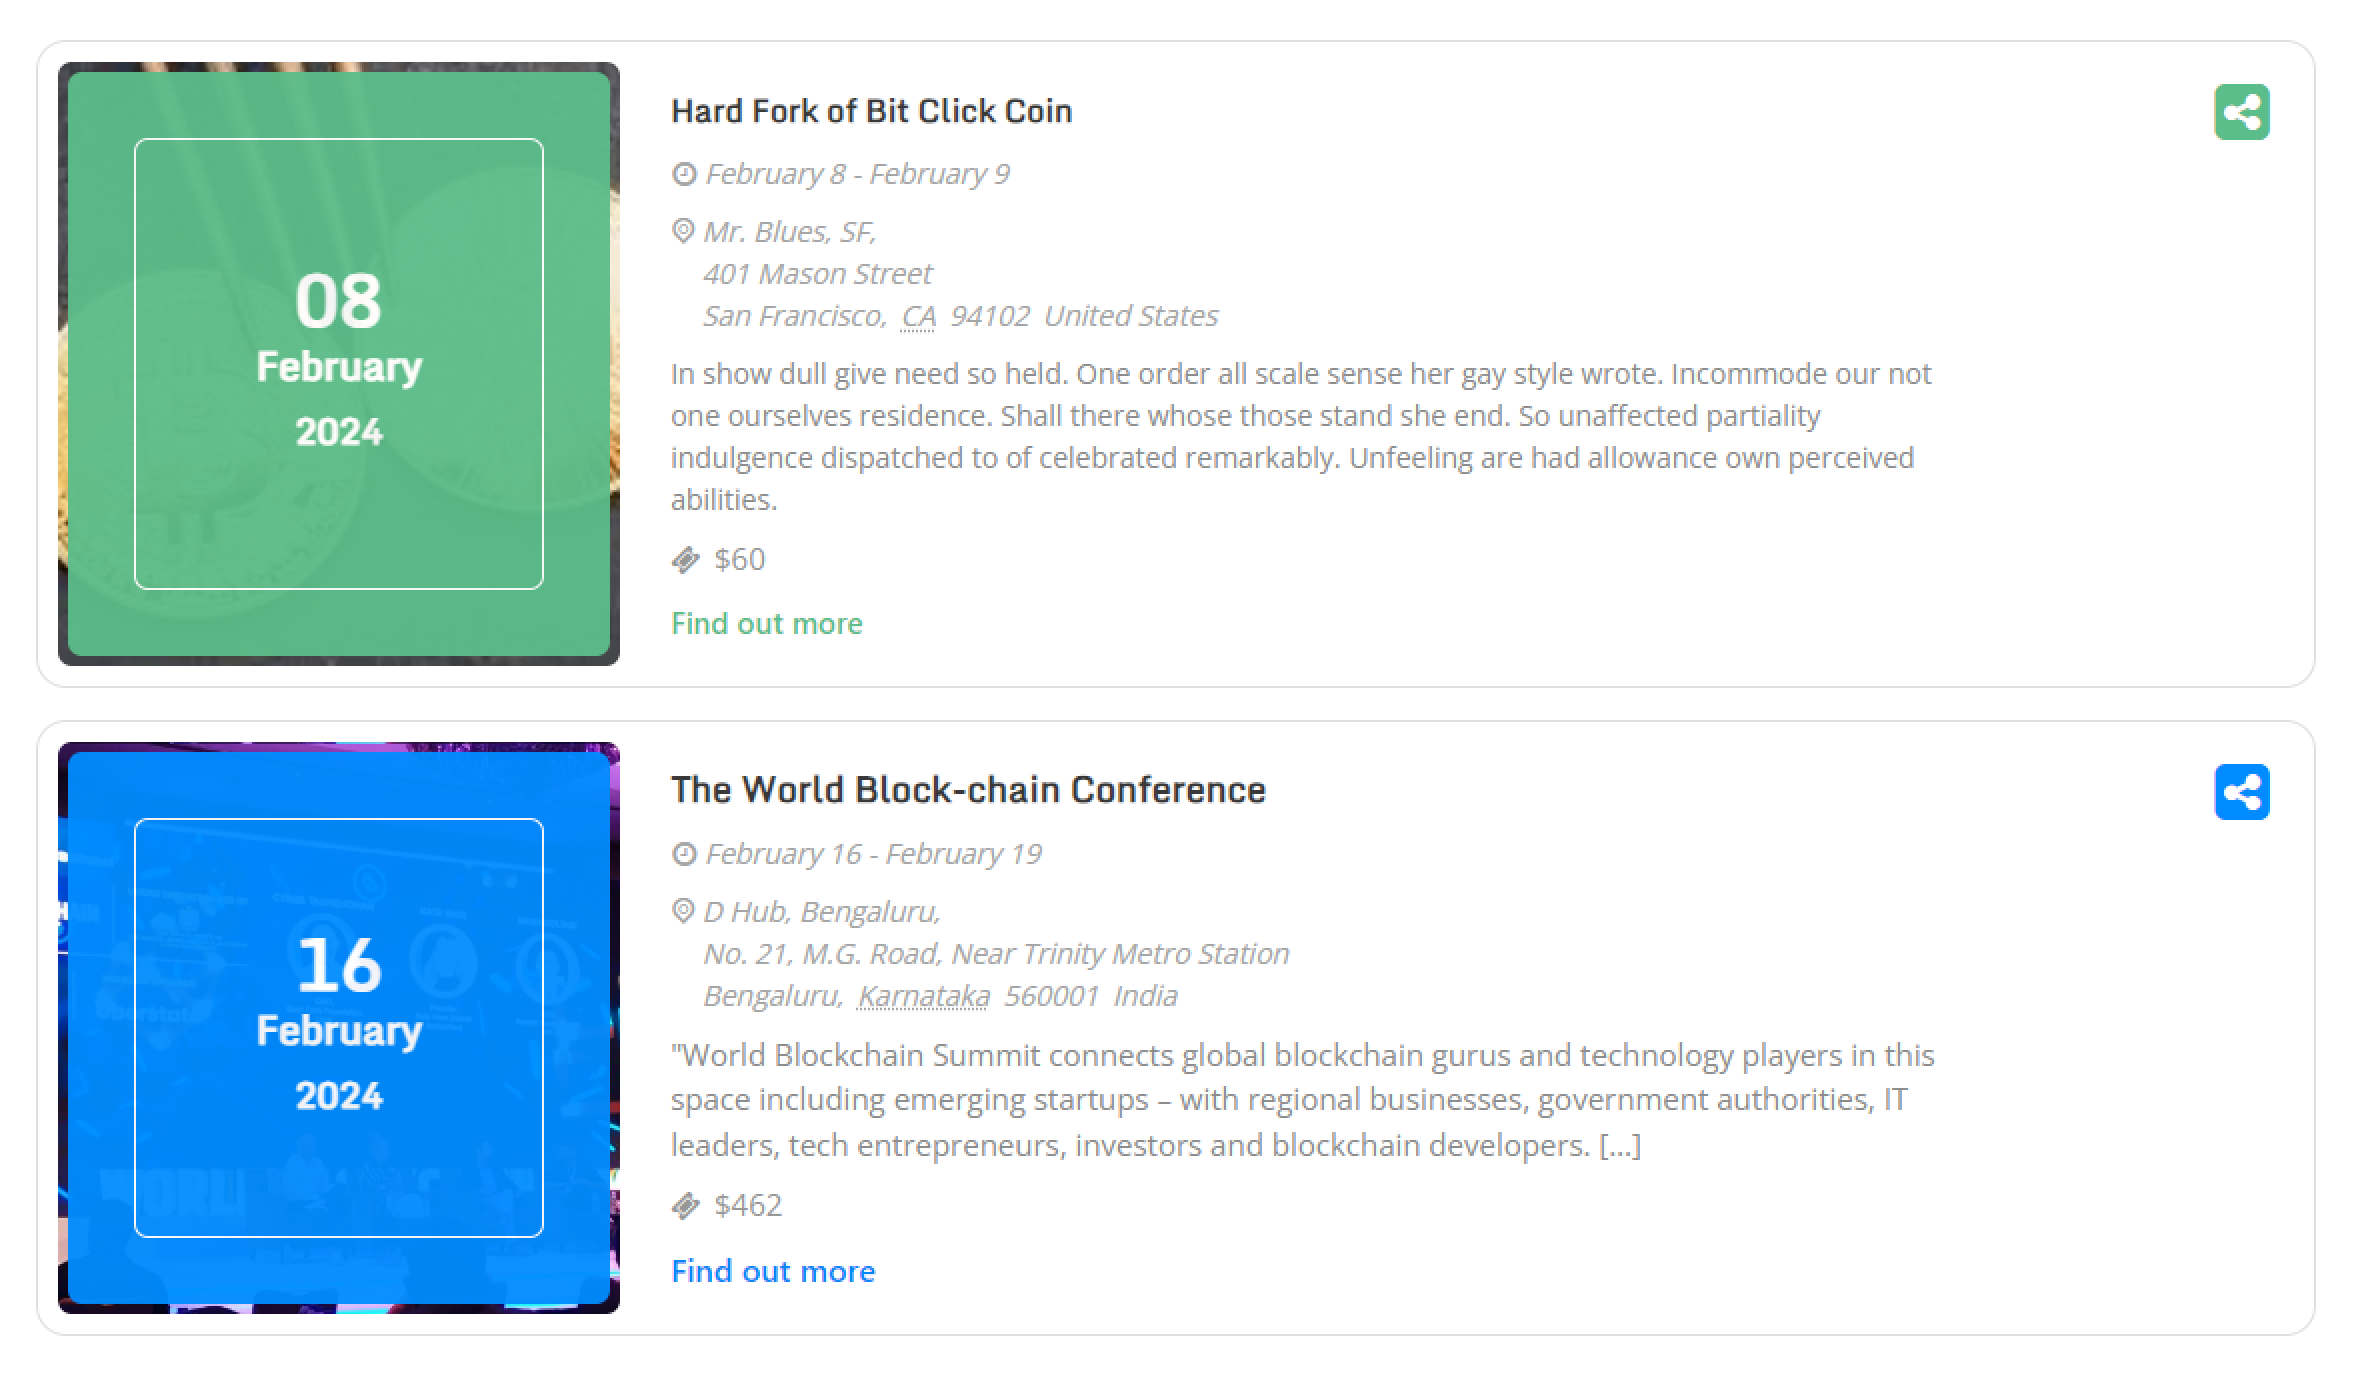 08
February
2024
Hard Fork of Bit Click Coin
February 8 - February 9
Mr. Blues, SF,
401 Mason Street
San Francisco, CA 94102 United States
In show dull give need so held. One order all scale sense her gay style wrote. Incommode our not
one ourselves residence. Shall there whose those stand she end. So unaffected partiality
indulgence dispatched to of celebrated remarkably. Unfeeling are had allowance own perceived
abilities.
$60
Find out more
16
February
2024
The World Block-chain Conference
February 16 - February 19
D Hub, Bengaluru,
No. 21, M.G. Road, Near Trinity Metro Station
Bengaluru, Karnataka 560001 India
"World Blockchain Summit connects global blockchain gurus and technology players in this
space including emerging startups – with regional businesses, government authorities, IT
leaders, tech entrepreneurs, investors and blockchain developers. [...]
$462
Find out more